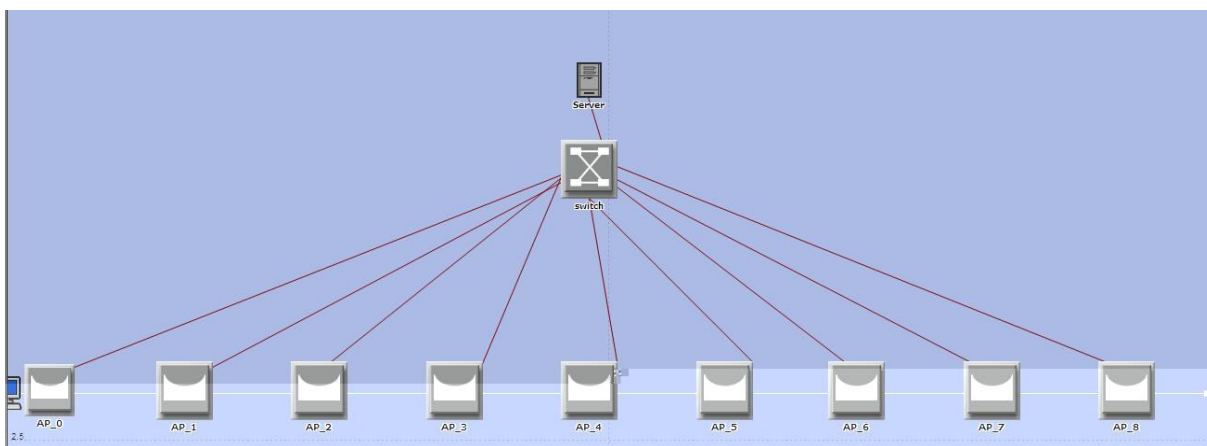 Server
switch
AP_0
AP_1
AP_2
AP_3
AP_4
AP_5
AP_6
AP_7
AP_8
2.5